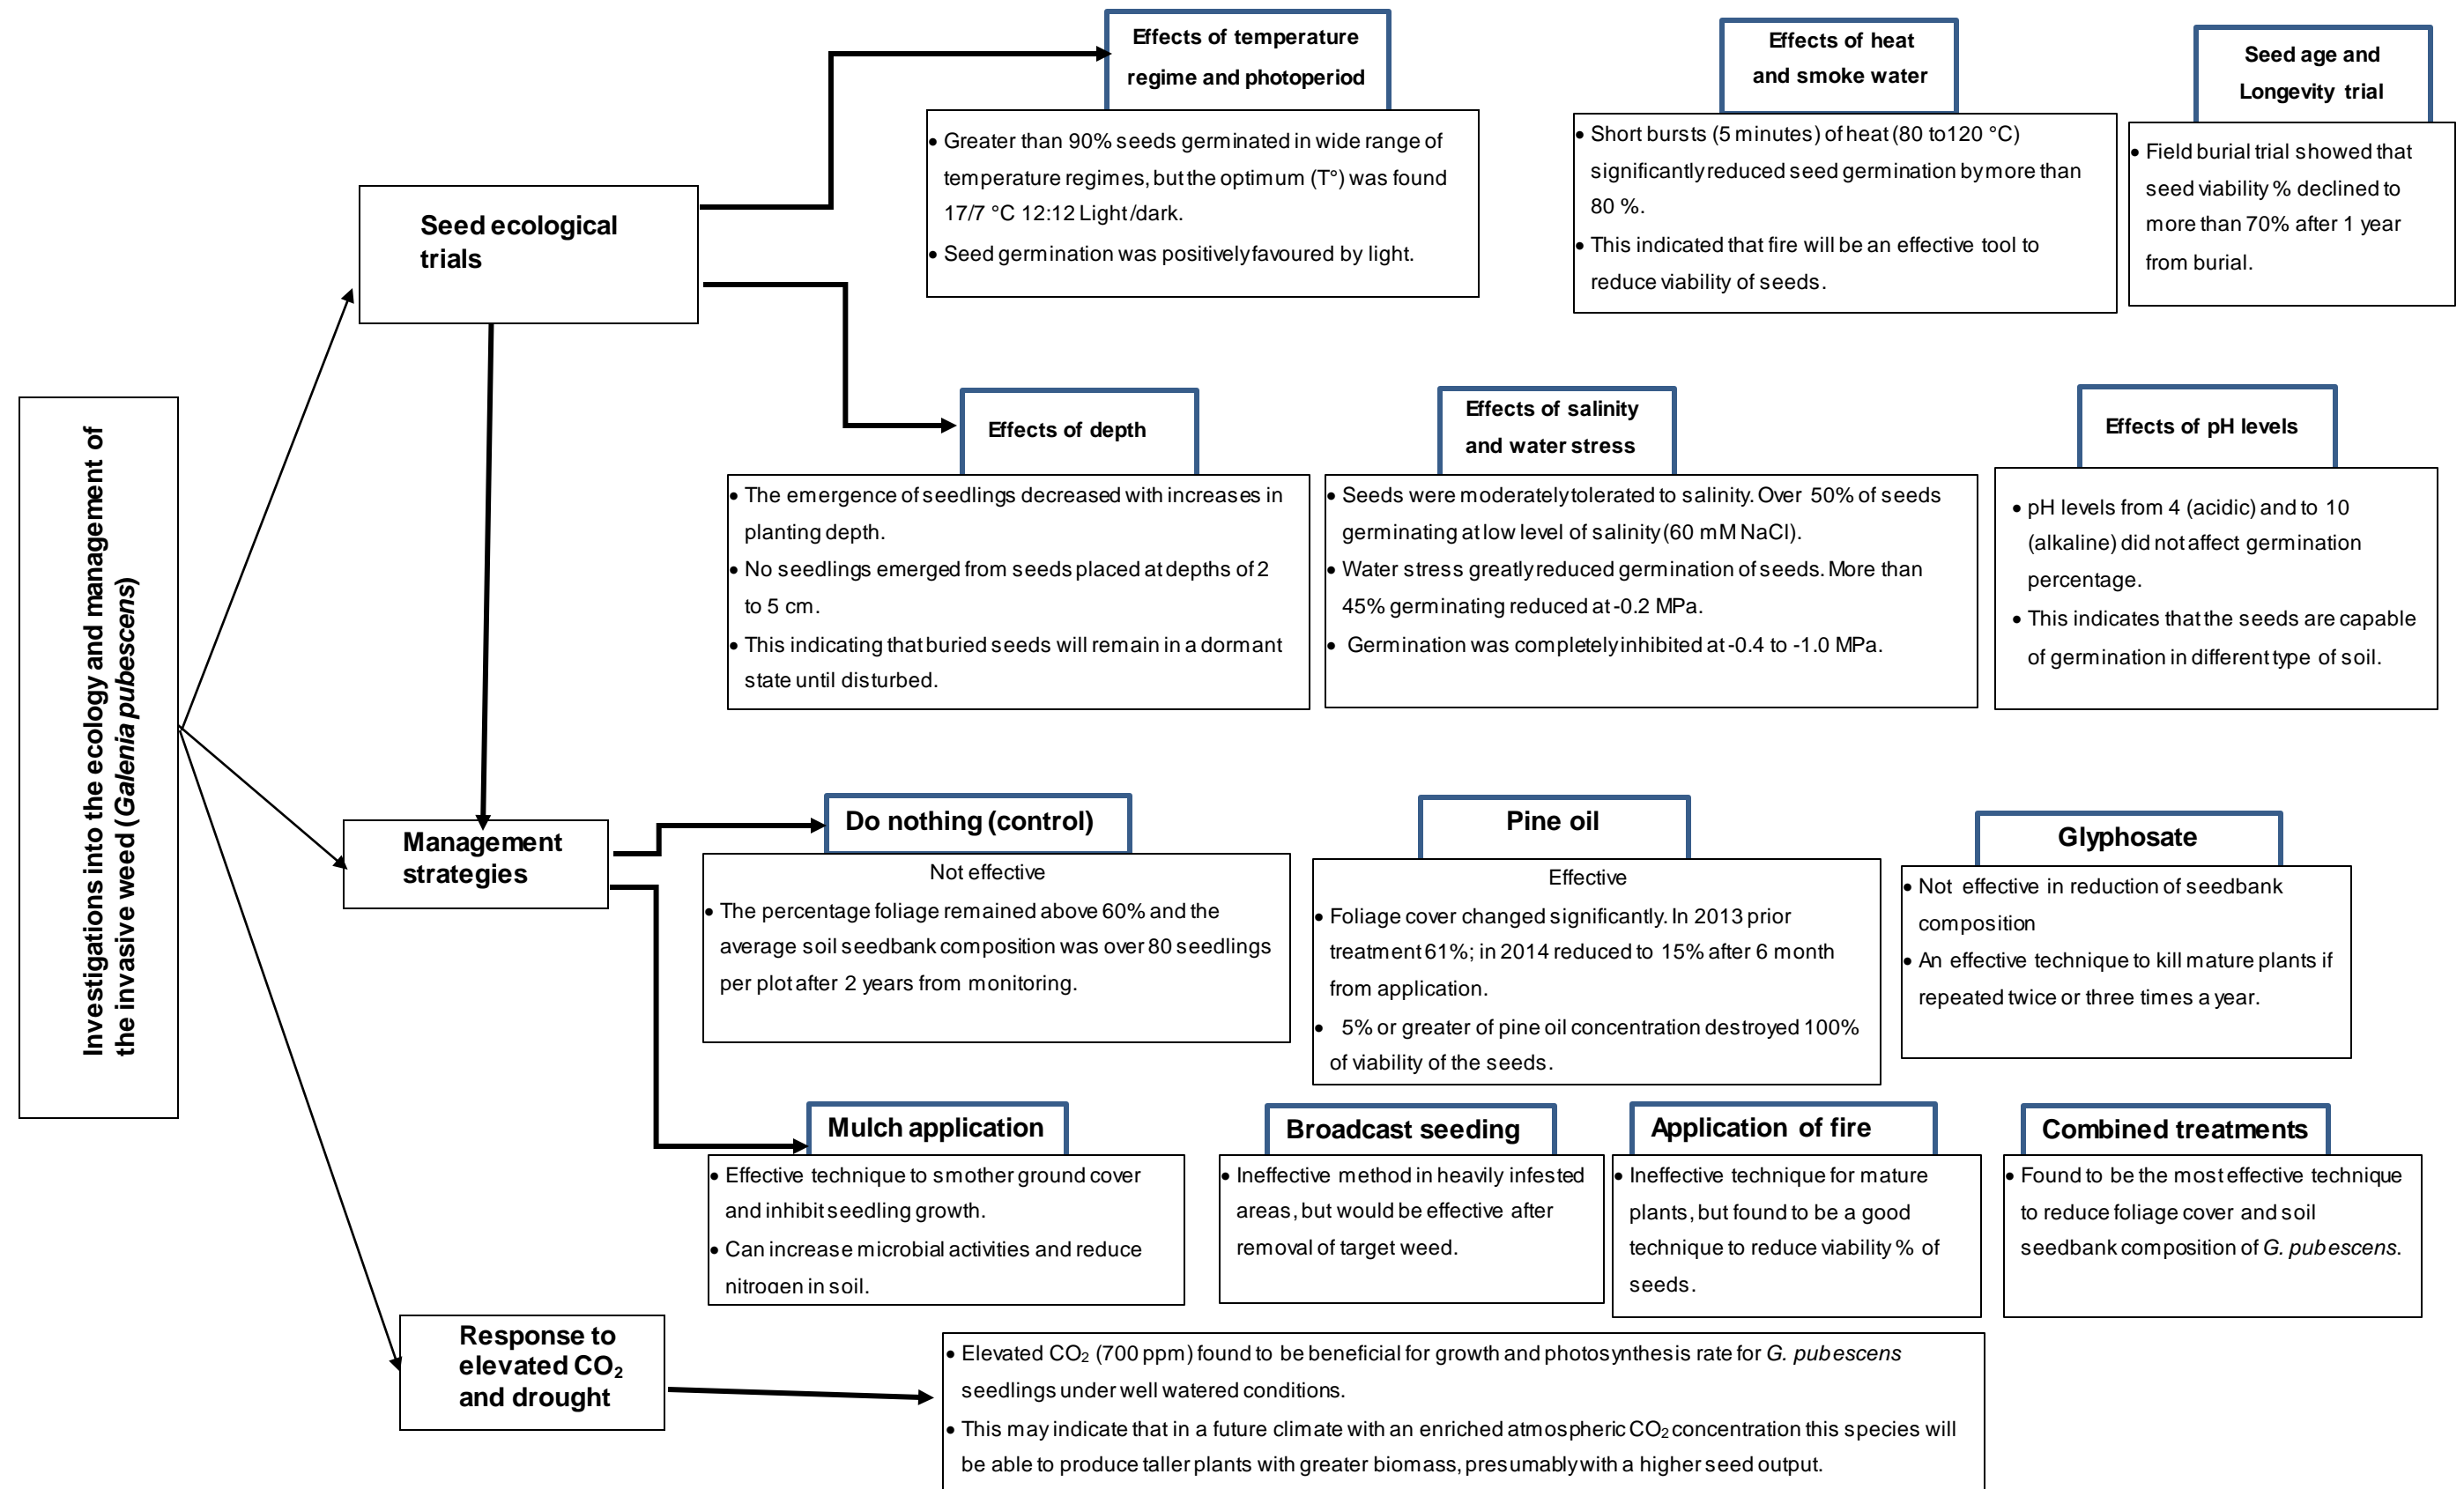 Investigations into the ecology and management of
the invasive weed (Galenia pubescens)
Seed ecological
trials
Effects of temperature
regime and photoperiod
• Greater than 90% seeds germinated in wide range of
temperature regimes, but the optimum (T°) was found
17/7 °C 12:12 Light /dark.
• Seed germination was positively favoured by light.
Effects of heat
and smoke water
• Short bursts (5 minutes) of heat (80 to120 °C)
significantly reduced seed germination by more than
80 %.
• This indicated that fire will be an effective tool to
reduce viability of seeds.
Seed age and
Longevity trial
• Field burial trial showed that
seed viability % declined to
more than 70% after 1 year
from burial.
Effects of depth
• The emergence of seedlings decreased with increases in
planting depth.
• No seedlings emerged from seeds placed at depths of 2
to 5 cm.
• This indicating that buried seeds will remain in a dormant
state until disturbed.
Effects of salinity
and water stress
• Seeds were moderately tolerated to salinity. Over 50% of seeds
germinating at low level of salinity (60 mM NaCl).
• Water stress greatly reduced germination of seeds. More than
45% germinating reduced at -0.2 MPa.
• Germination was completely inhibited at -0.4 to -1.0 MPa.
Effects of pH levels
• pH levels from 4 (acidic) and to 10
(alkaline) did not affect germination
percentage.
• This indicates that the seeds are capable
of germination in different type of soil.
Management
strategies
Do nothing (control)
Not effective
• The percentage foliage remained above 60% and the
average soil seedbank composition was over 80 seedlings
per plot after 2 years from monitoring.
Pine oil
Effective
• Foliage cover changed significantly. In 2013 prior
treatment 61%; in 2014 reduced to 15% after 6 month
from application.
• 5% or greater of pine oil concentration destroyed 100%
of viability of the seeds.
Glyphosate
• Not effective in reduction of seedbank
composition
• An effective technique to kill mature plants if
repeated twice or three times a year.
Mulch application
• Effective technique to smother ground cover
and inhibit seedling growth.
• Can increase microbial activities and reduce
nitrogen in soil.
Broadcast seeding
• Ineffective method in heavily infested
areas, but would be effective after
removal of target weed.
Application of fire
• Ineffective technique for mature
plants, but found to be a good
technique to reduce viability % of
seeds.
Combined treatments
• Found to be the most effective technique
to reduce foliage cover and soil
seedbank composition of G. pubescens.
Response to
elevated CO₂
and drought
• Elevated CO₂ (700 ppm) found to be beneficial for growth and photosynthesis rate for G. pubescens
seedlings under well watered conditions.
• This may indicate that in a future climate with an enriched atmospheric CO₂ concentration this species will
be able to produce taller plants with greater biomass, presumably with a higher seed output.